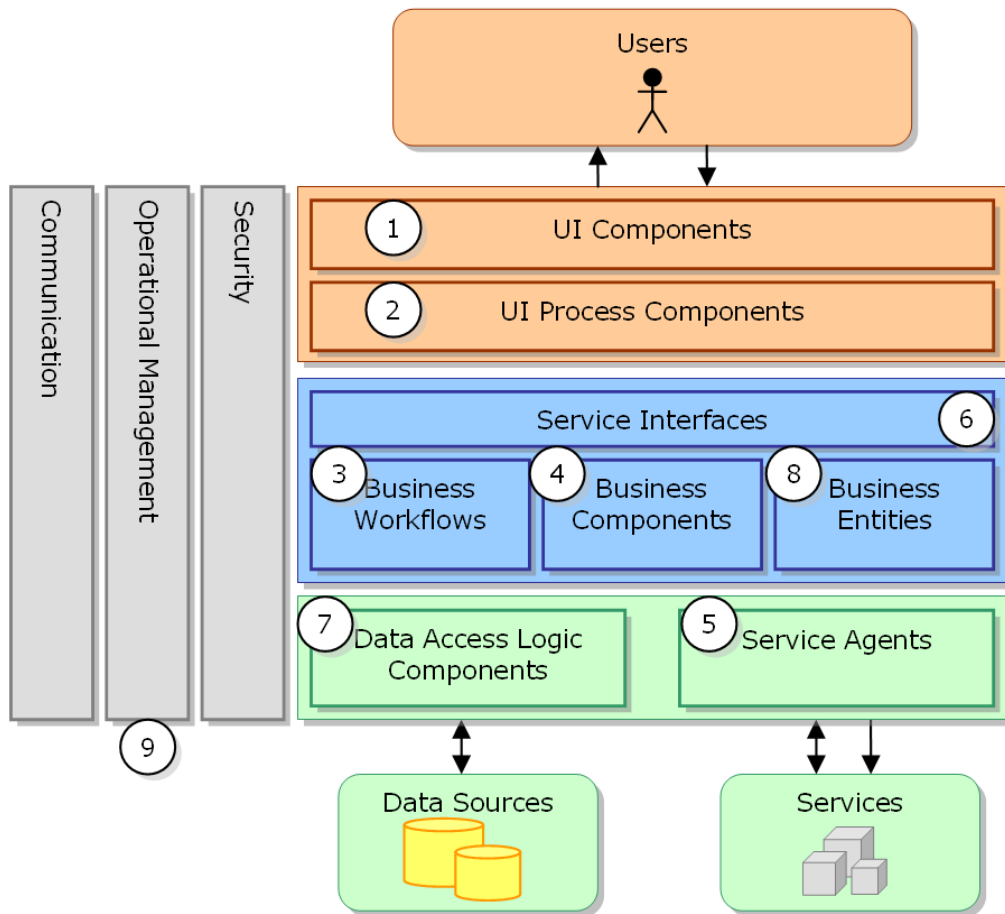 Users
Communication
Operational Management
Security
1
UI Components
2
UI Process Components
Service Interfaces
6
3
Business
Workflows
4
Business
Components
8
Business
Entities
7
Data Access Logic
Components
5
Service Agents
9
Data Sources
Services